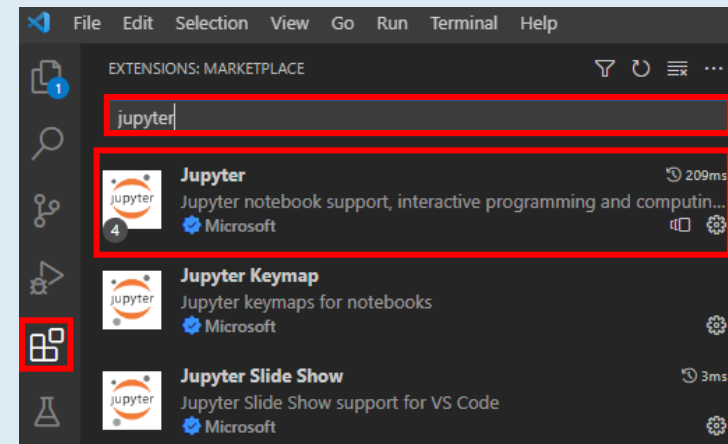 File Edit Selection View Go Run Terminal Help
EXTENSIONS: MARKETPLACE
1
jupyter
Jupyter 209ms
jupyter
Jupyter notebook support, interactive programming and computin...
4
Microsoft
Jupyter Keymap
jupyter
Jupyter keymaps for notebooks
Microsoft
Jupyter Slide Show 3ms
jupyter
Jupyter Slide Show support for VS Code
Microsoft